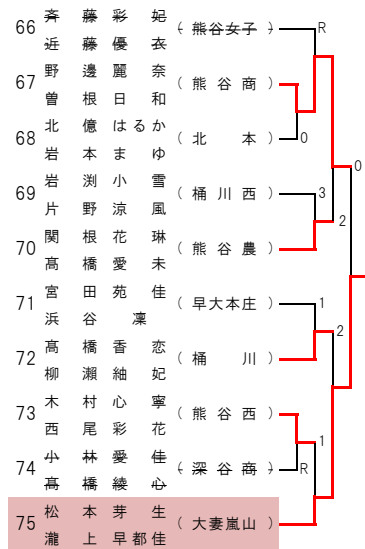 斉藤彩妃
66 (熊谷女子) R
近藤優衣
野邊麗奈
67 (熊谷商)
曽根日和
北億はるか
68 (北本) 0
岩本まゆ
0
岩渕小雪
69 (桶川西) 3
片野涼風
2
関根花琳
70 (熊谷農)
髙橋愛未
宮田苑佳
71 (早大本庄) 1
浜谷凜
2
髙橋香恋
72 (桶川)
柳瀬紬妃
木村心寧
73 (熊谷西)
西尾彩花
1
小林愛佳
74 (深谷商) R
髙橋綾心
松本芽生
75 (大妻嵐山)
瀧上早都佳